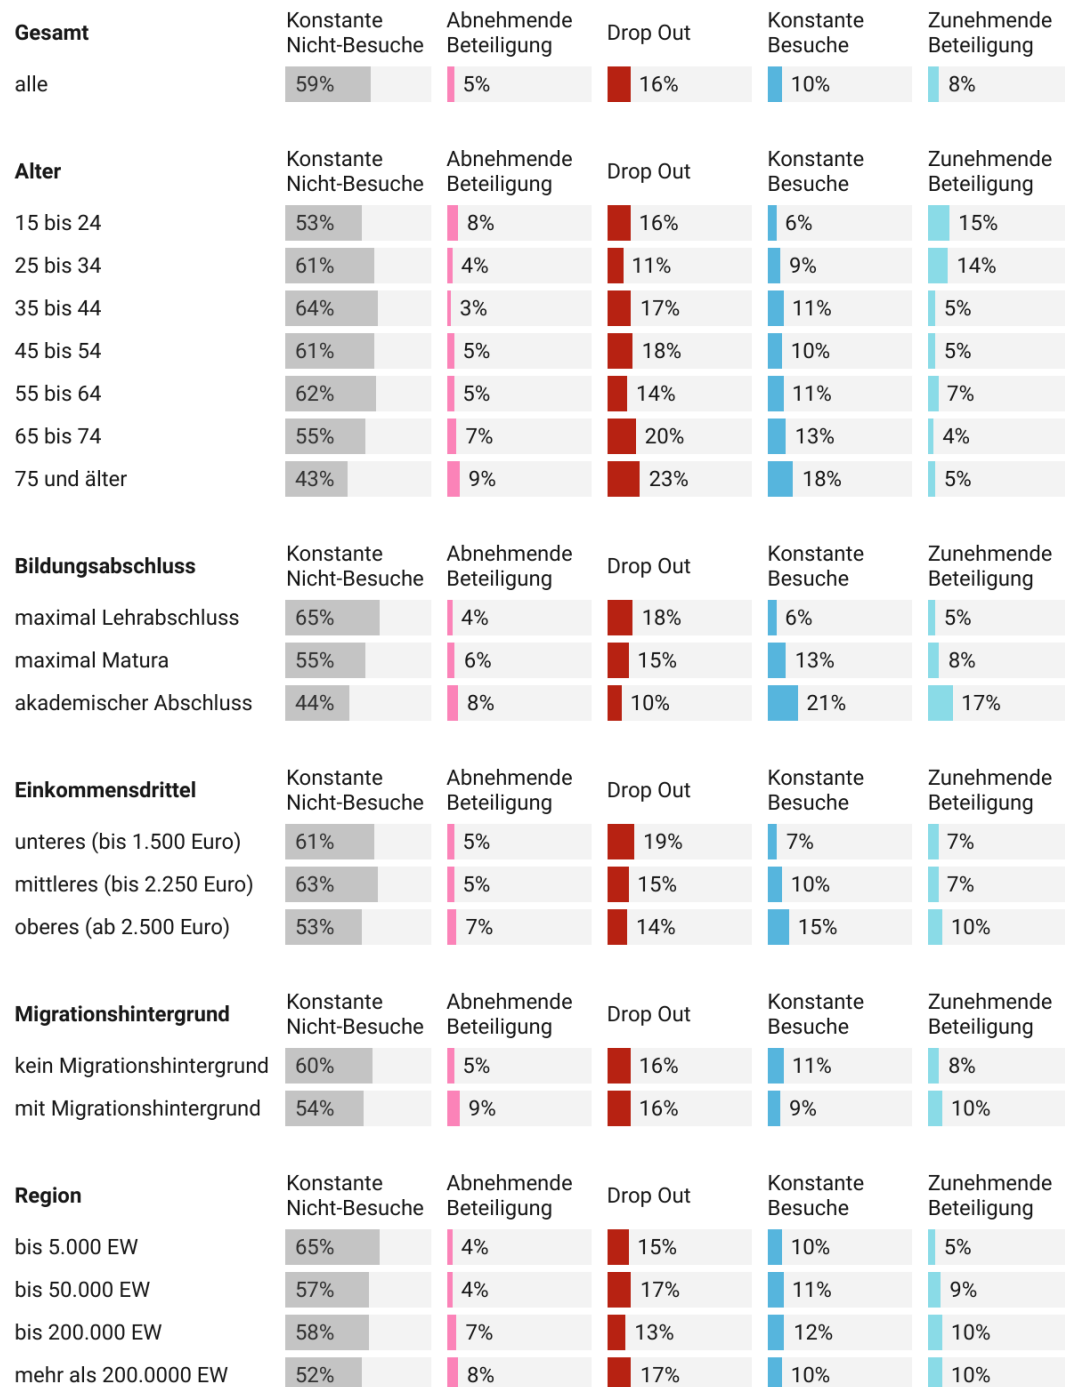 Gesamt Konstante Nicht-Besuche Abnehmende Beteiligung Drop Out Konstante Besuche Zunehmende Beteiligung
alle 59% 5% 16% 10% 8%
Alter Konstante Nicht-Besuche Abnehmende Beteiligung Drop Out Konstante Besuche Zunehmende Beteiligung
15 bis 24 53% 8% 16% 6% 15%
25 bis 34 61% 4% 11% 9% 14%
35 bis 44 64% 3% 17% 11% 5%
45 bis 54 61% 5% 18% 10% 5%
55 bis 64 62% 5% 14% 11% 7%
65 bis 74 55% 7% 20% 13% 4%
75 und älter 43% 9% 23% 18% 5%
Bildungsabschluss Konstante Nicht-Besuche Abnehmende Beteiligung Drop Out Konstante Besuche Zunehmende Beteiligung
maximal Lehrabschluss 65% 4% 18% 6% 5%
maximal Matura 55% 6% 15% 13% 8%
akademischer Abschluss 44% 8% 10% 21% 17%
Einkommensdrittel Konstante Nicht-Besuche Abnehmende Beteiligung Drop Out Konstante Besuche Zunehmende Beteiligung
unteres (bis 1.500 Euro) 61% 5% 19% 7% 7%
mittleres (bis 2.250 Euro) 63% 5% 15% 10% 7%
oberes (ab 2.500 Euro) 53% 7% 14% 15% 10%
Migrationshintergrund Konstante Nicht-Besuche Abnehmende Beteiligung Drop Out Konstante Besuche Zunehmende Beteiligung
kein Migrationshintergrund 60% 5% 16% 11% 8%
mit Migrationshintergrund 54% 9% 16% 9% 10%
Region Konstante Nicht-Besuche Abnehmende Beteiligung Drop Out Konstante Besuche Zunehmende Beteiligung
bis 5.000 EW 65% 4% 15% 10% 5%
bis 50.000 EW 57% 4% 17% 11% 9%
bis 200.000 EW 58% 7% 13% 12% 10%
mehr als 200.0000 EW 52% 8% 17% 10% 10%